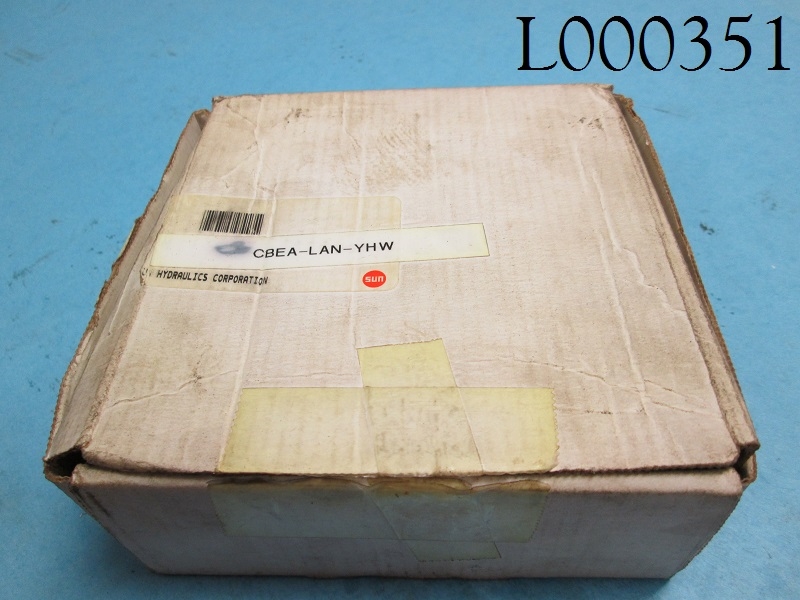 L000351
CBEA-LAN-YHW
HYDRAULICS CORPORATION
sun